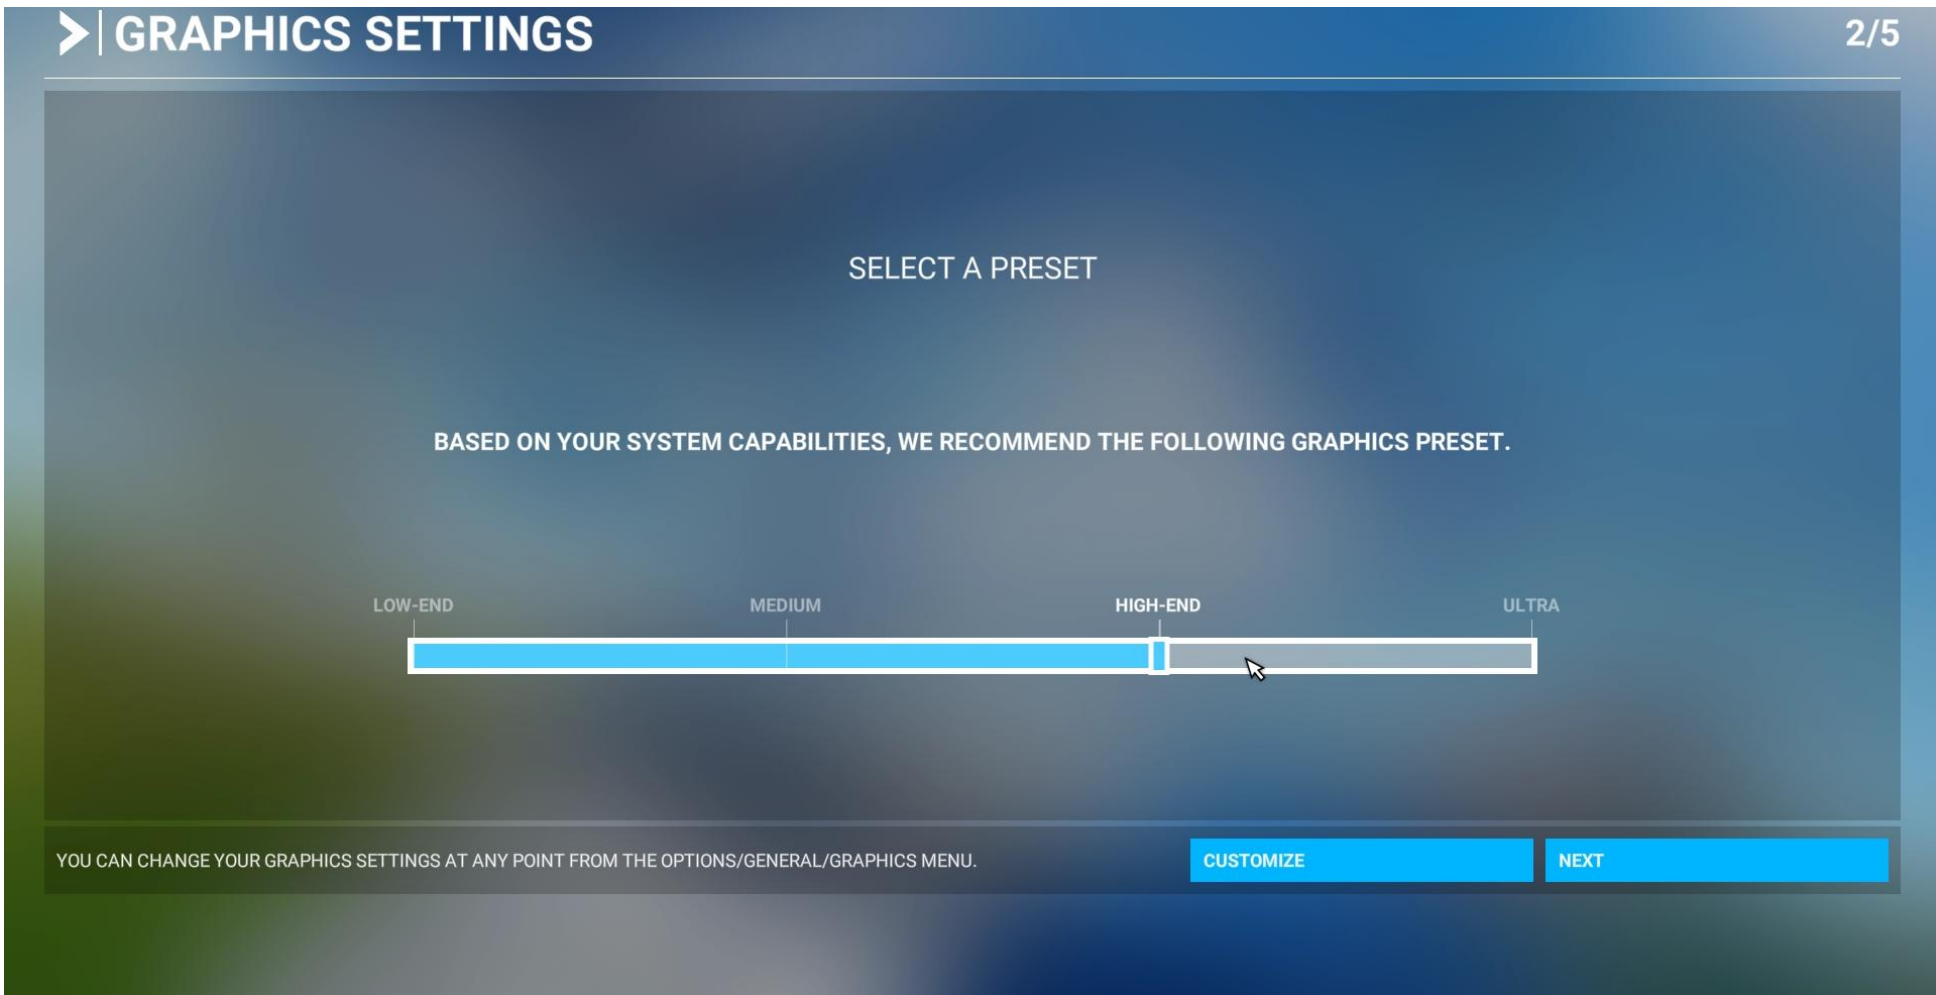 GRAPHICS SETTINGS
2/5
SELECT A PRESET
BASED ON YOUR SYSTEM CAPABILITIES, WE RECOMMEND THE FOLLOWING GRAPHICS PRESET.
LOW-END MEDIUM HIGH-END ULTRA
YOU CAN CHANGE YOUR GRAPHICS SETTINGS AT ANY POINT FROM THE OPTIONS/GENERAL/GRAPHICS MENU.
CUSTOMIZE
NEXT